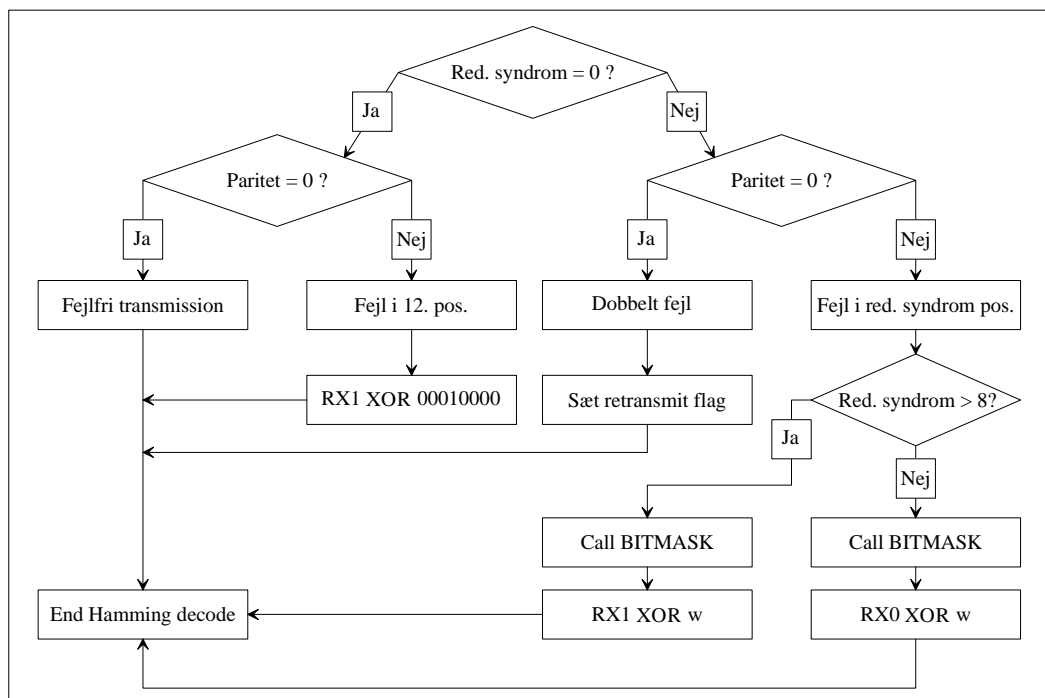 Red. syndrom = 0 ?
Ja
Nej
Paritet = 0 ?
Paritet = 0 ?
Ja
Nej
Ja
Nej
Fejlfri transmission
Fejl i 12. pos.
Dobbelt fejl
Fejl i red. syndrom pos.
RX1 XOR 00010000
Sæt retransmit flag
Red. syndrom > 8?
Ja
Nej
Call BITMASK
Call BITMASK
End Hamming decode
RX1 XOR w
RX0 XOR w